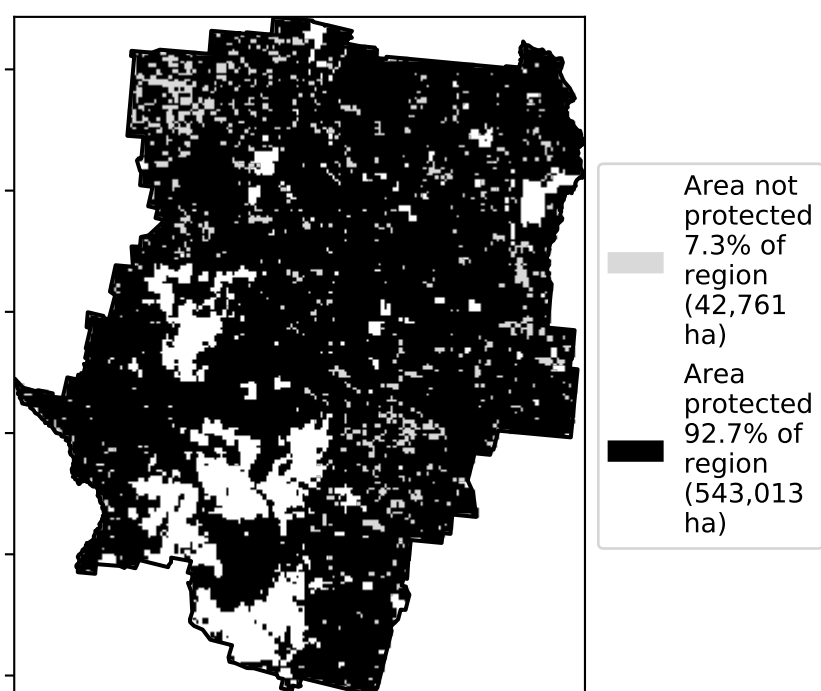 Area not
protected
7.3% of
region
(42,761
ha)
Area
protected
92.7% of
region
(543,013
ha)